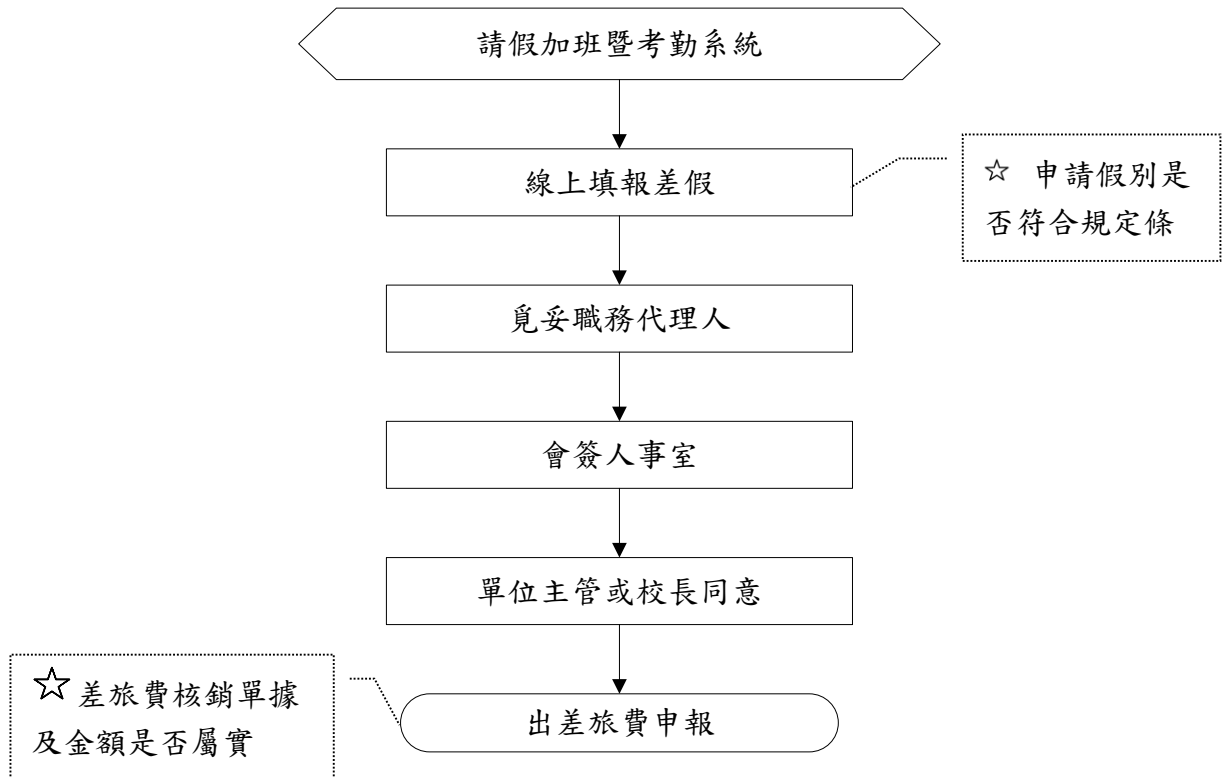 請假加班暨考勤系統
線上填報差假
☆ 申請假別是
否符合規定條
覓妥職務代理人
會簽人事室
單位主管或校長同意
☆差旅費核銷單據
及金額是否屬實
出差旅費申報